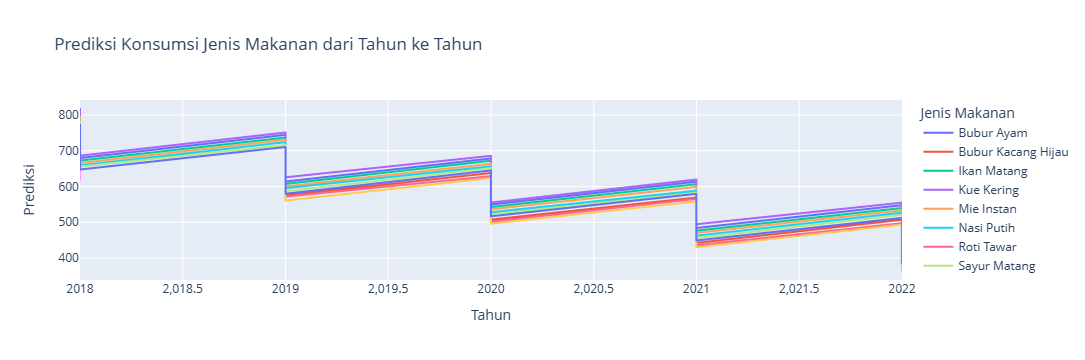 Prediksi Konsumsi Jenis Makanan dari Tahun ke Tahun
Prediksi
800
700
600
500
400
2018
2,018.5
2019
2,019.5
2020
2,020.5
2021
2,021.5
2022
Tahun
Jenis Makanan
Bubur Ayam
Bubur Kacang Hijau
Ikan Matang
Kue Kering
Mie Instan
Nasi Putih
Roti Tawar
Sayur Matang